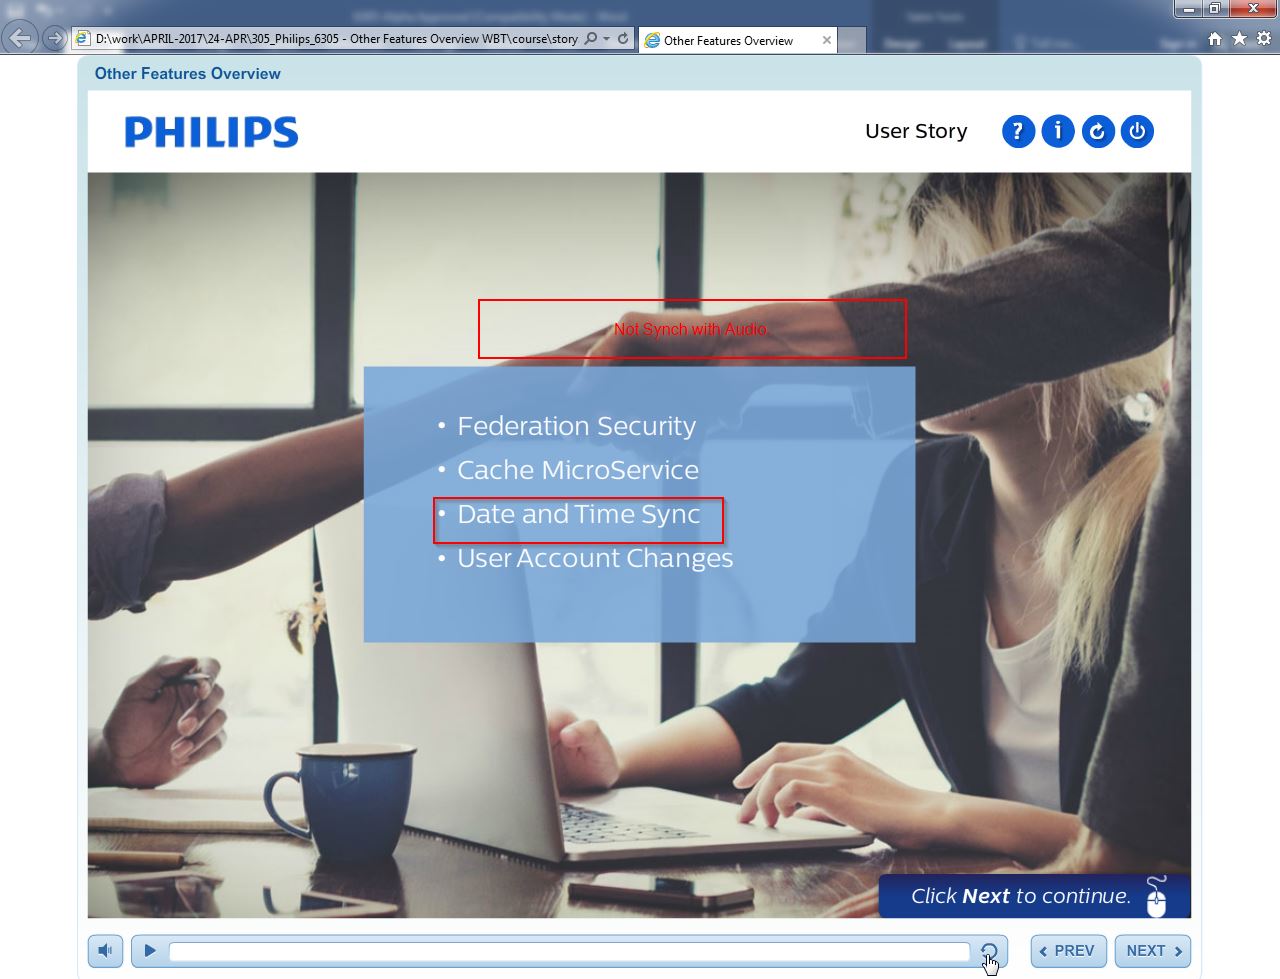 D:\work\APRIL-2017\24-APR\305_Philips_6305 - Other Features Overview WBT\course\story
Other Features Overview
Other Features Overview
PHILIPS
User Story
Not Synch with Audio.
• Federation Security
• Cache MicroService
• Date and Time Sync
• User Account Changes
Click Next to continue.
PREV
NEXT